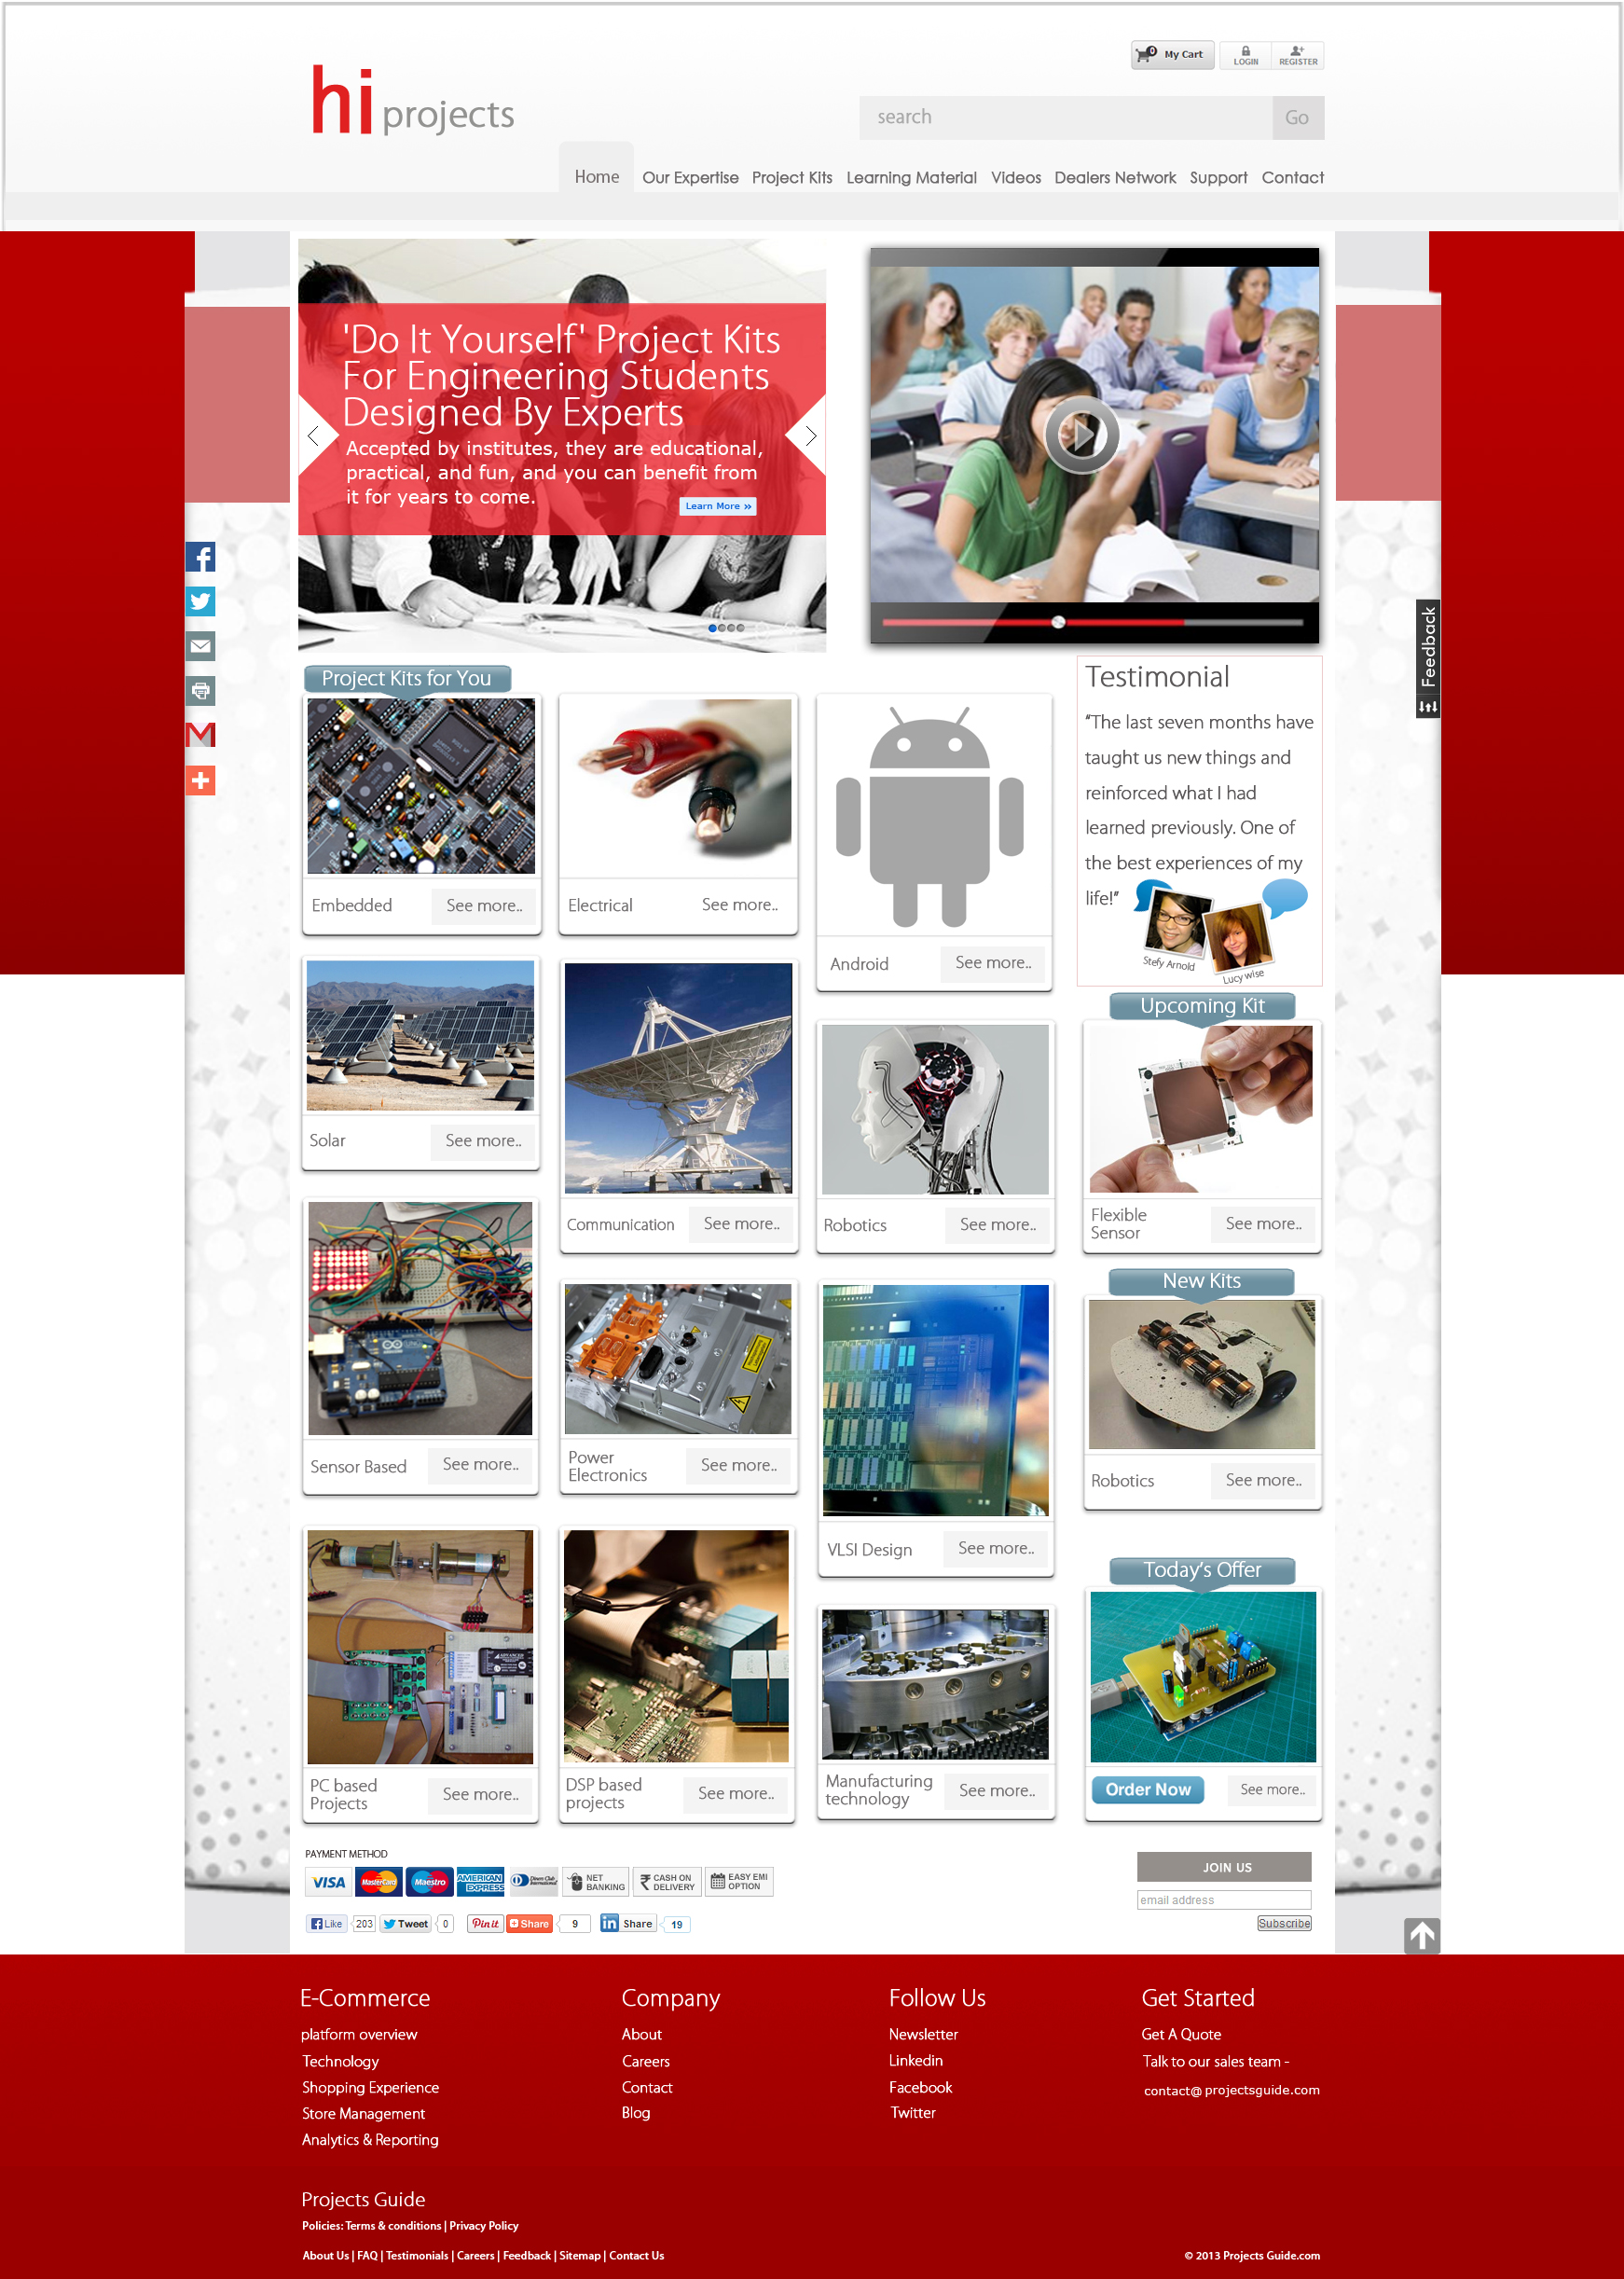 0 My Cart
LOGIN
REGISTER
hi projects
search
Go
Home
Our Expertise
Project Kits
Learning Material
Videos
Dealers Network
Support
Contact
'Do It Yourself' Project Kits
For Engineering Students
Designed By Experts
Accepted by institutes, they are educational,
practical, and fun, and you can benefit from
it for years to come.
Learn More »
Feedback
Project Kits for You
Embedded
See more..
Electrical
See more..
Android
See more..
Testimonial
“The last seven months have
taught us new things and
reinforced what I had
learned previously. One of
the best experiences of my
life!”
Stefy Arnold
Lucy wise
Solar
See more..
Communication
See more..
Robotics
See more..
Upcoming Kit
Flexible
Sensor
See more..
Sensor Based
See more..
Power
Electronics
See more..
VLSI Design
See more..
New Kits
Robotics
See more..
PC based
Projects
See more..
DSP based
projects
See more..
Manufacturing
technology
See more..
Today's Offer
Order Now
See more..
PAYMENT METHOD
VISA
MasterCard
Maestro
AMERICAN
EXPRESS
Diners Club
International
NET
BANKING
CASH ON
DELIVERY
EASY EMI
OPTION
Like
203
Tweet
0
Pin it
Share
9
in Share
19
JOIN US
email address
Subscribe
E-Commerce
platform overview
Technology
Shopping Experience
Store Management
Analytics & Reporting
Company
About
Careers
Contact
Blog
Follow Us
Newsletter
Linkedin
Facebook
Twitter
Get Started
Get A Quote
Talk to our sales team -
contact@ projectsguide.com
Projects Guide
Policies: Terms & conditions | Privacy Policy
About Us | FAQ | Testimonials | Careers | Feedback | Sitemap | Contact Us
© 2013 Projects Guide.com